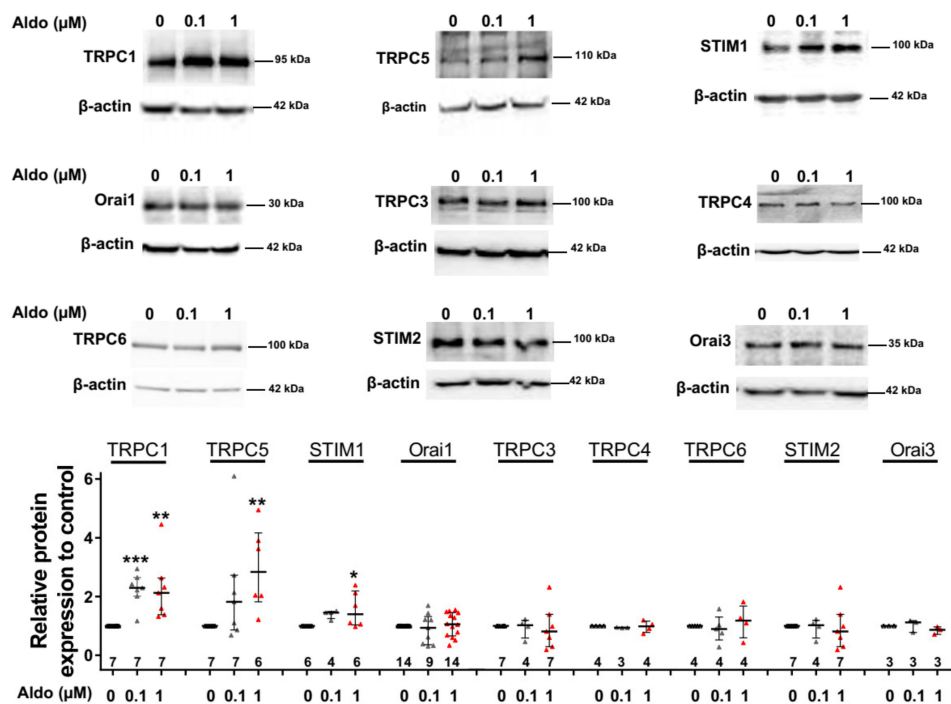 Aldo (µM) 0 0.1 1 0 0.1 1 0 0.1 1
TRPC1 95 kDa TRPC5 110 kDa STIM1 100 kDa
β-actin 42 kDa β-actin 42 kDa β-actin 42 kDa
Aldo (µM) 0 0.1 1 0 0.1 1 0 0.1 1
Orai1 30 kDa TRPC3 100 kDa TRPC4 100 kDa
β-actin 42 kDa β-actin 42 kDa β-actin 42 kDa
Aldo (µM) 0 0.1 1 0 0.1 1 0 0.1 1
TRPC6 100 kDa STIM2 100 kDa Orai3 35 kDa
β-actin 42 kDa β-actin 42 kDa β-actin 42 kDa
TRPC1 TRPC5 STIM1 Orai1 TRPC3 TRPC4 TRPC6 STIM2 Orai3
Relative protein
expression to control
6
4
2
0
*** ** ** *
7 7 7 7 7 6 6 4 6 14 9 14 7 4 7 4 3 4 4 4 4 7 4 7 3 3 3
Aldo (µM) 0 0.1 1 0 0.1 1 0 0.1 1 0 0.1 1 0 0.1 1 0 0.1 1 0 0.1 1 0 0.1 1 0 0.1 1